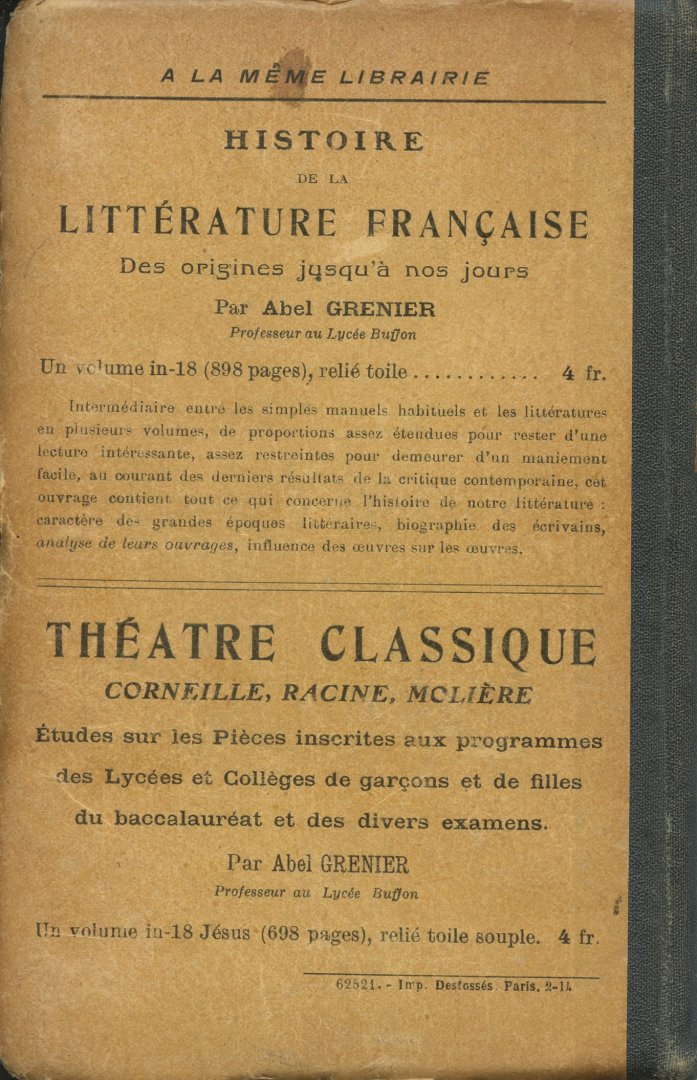 A LA MÊME LIBRAIRIE
HISTOIRE
DE LA
LITTÉRATURE FRANÇAISE
Des origines jusqu'à nos jours
Par Abel GRENIER
Professeur au Lycée Buffon
Un volume in-18 (898 pages), relié toile ............ 4 fr.
Intermédiaire entre les simples manuels habituels et les littératures
en plusieurs volumes, de proportions assez étendues pour rester d'une
lecture intéressante, assez restreintes pour demeurer d'un maniement
facile, au courant des derniers résultats de la critique contemporaine, cet
ouvrage contient tout ce qui concerne l'histoire de notre littérature :
caractère des grandes époques littéraires, biographie des écrivains,
analyse de leurs ouvrages, influence des œuvres sur les œuvres.
THÉATRE CLASSIQUE
CORNEILLE, RACINE, MOLIÈRE
Études sur les Pièces inscrites aux programmes
des Lycées et Collèges de garçons et de filles
du baccalauréat et des divers examens.
Par Abel GRENIER
Professeur au Lycée Buffon
Un volume in-18 Jésus (698 pages), relié toile souple. 4 fr.
62521. - Imp. Desfossés. Paris. 2-14